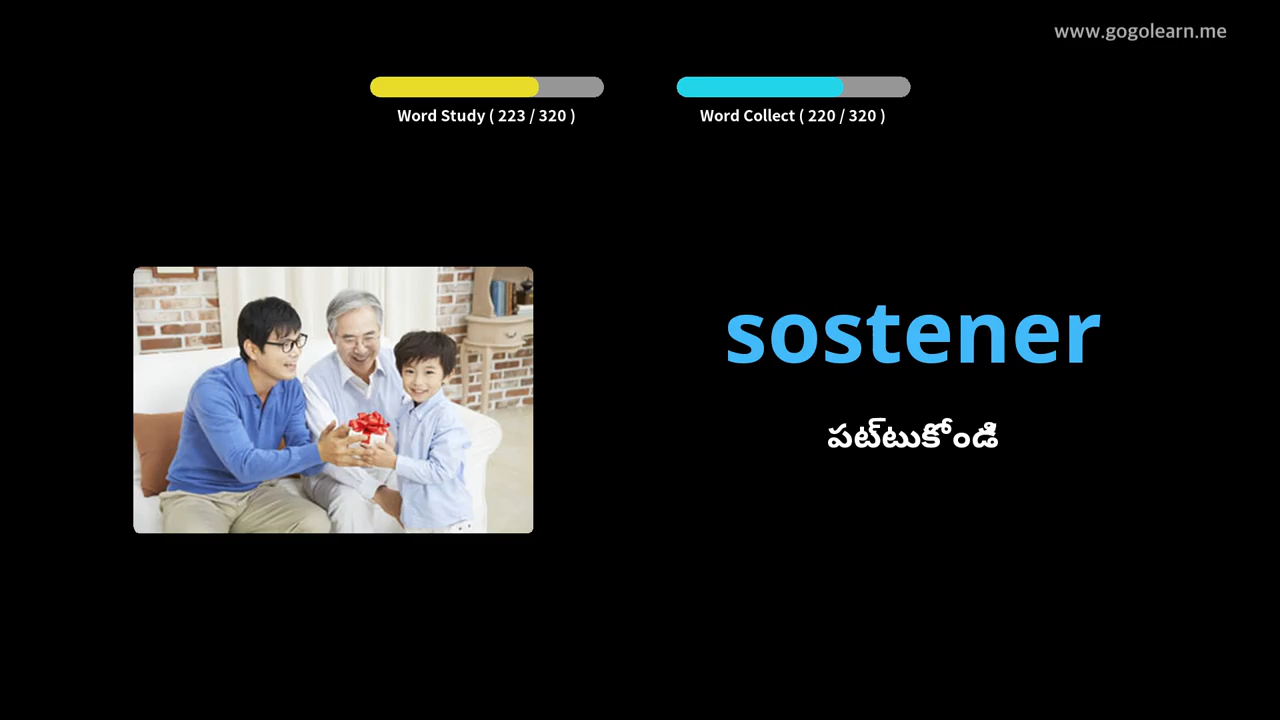 www.gogolearn.me
Word Study ( 223 / 320 )
Word Collect ( 220 / 320 )
sostener
పట్టుకోండి